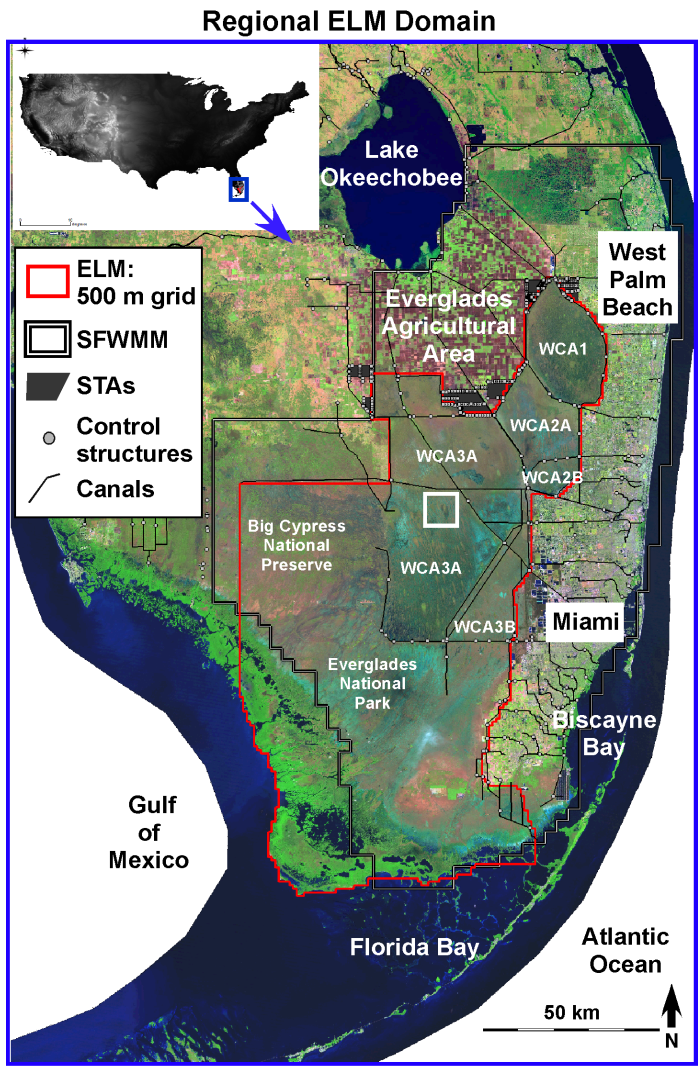 Regional ELM Domain
Lake
Okeechobee
West
Palm
Beach
ELM:
500 m grid
SFWMM
STAs
Control
structures
Canals
Everglades
Agricultural
Area
WCA1
WCA2A
WCA3A
WCA2B
Big Cypress
National
Preserve
WCA3A
WCA3B
Miami
Everglades
National
Park
Biscayne
Bay
Gulf
of
Mexico
Florida Bay
Atlantic
Ocean
50 km
N